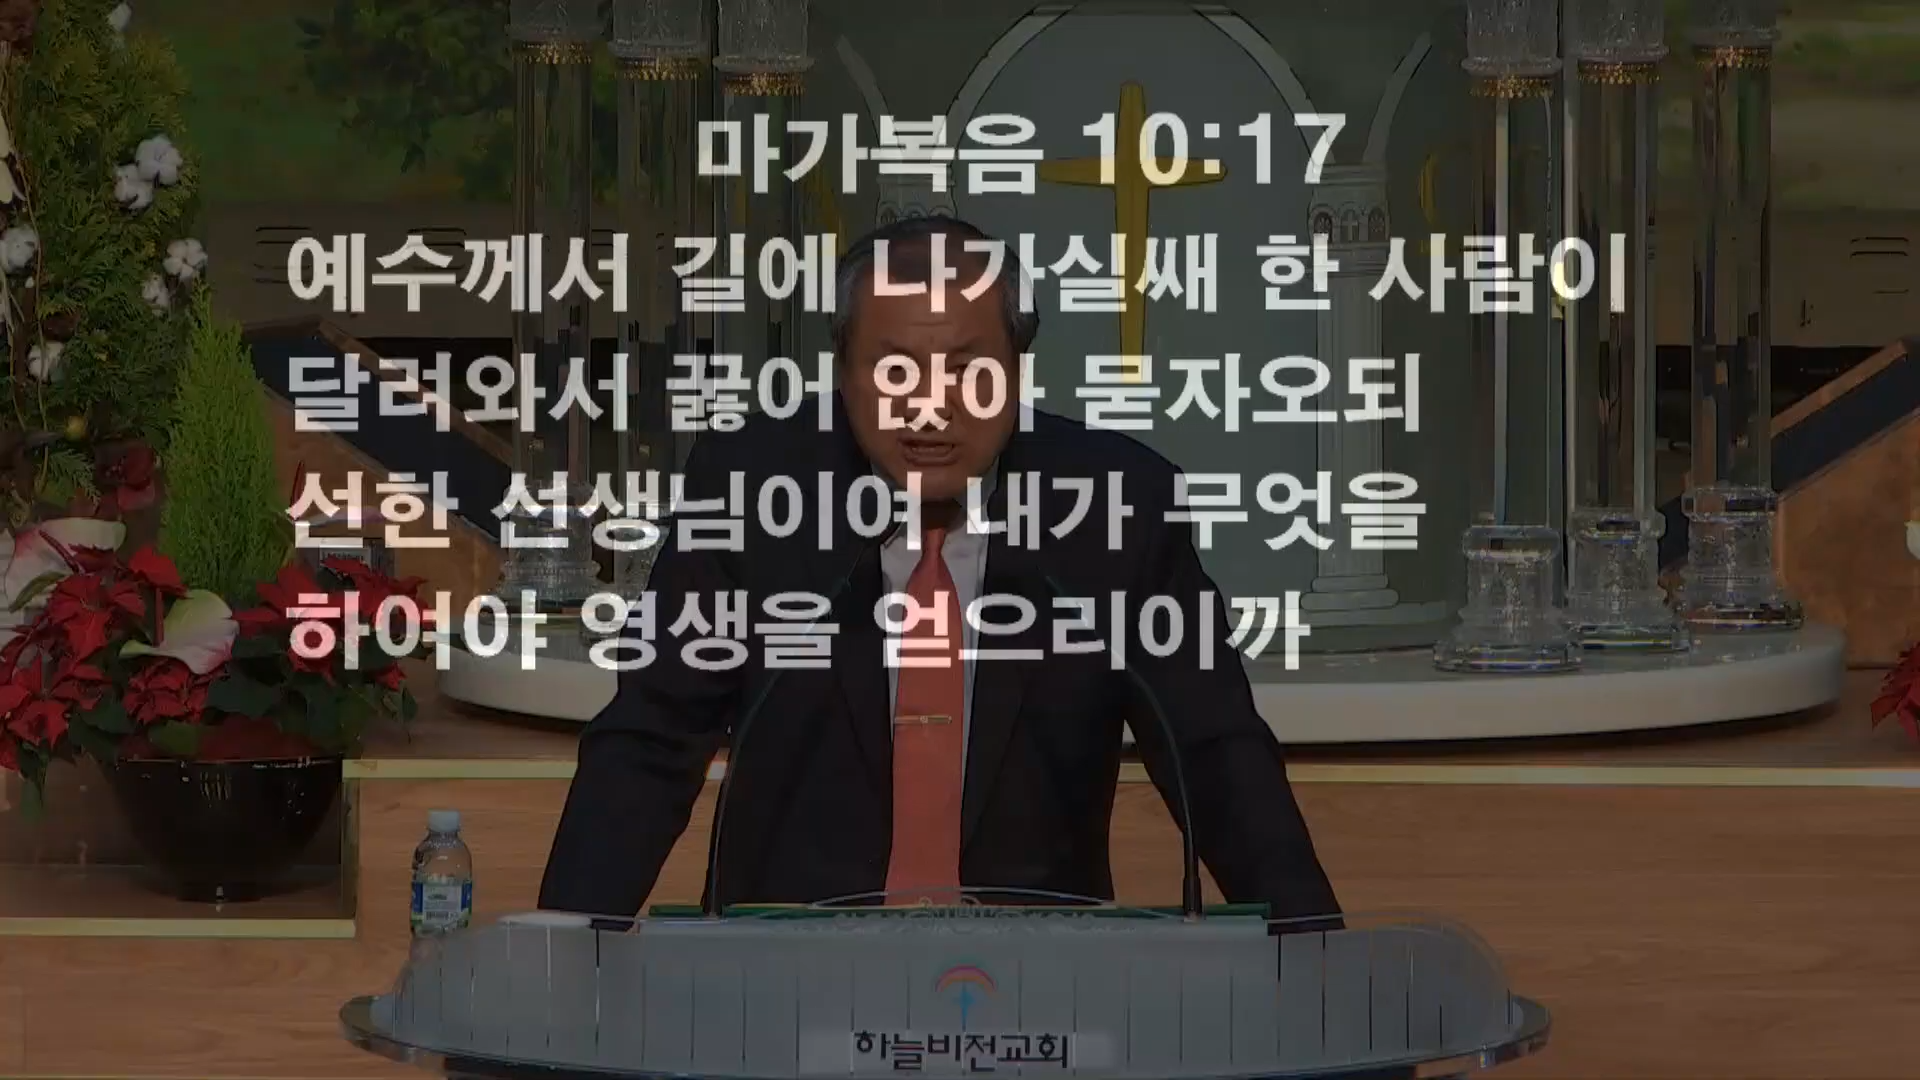 마가복음 10:17
예수께서 길에 나가실쌔 한 사람이
달려와서 꿇어 앉아 묻자오되
선한 선생님이여 내가 무엇을
하여야 영생을 얻으리이까
하늘비전교회